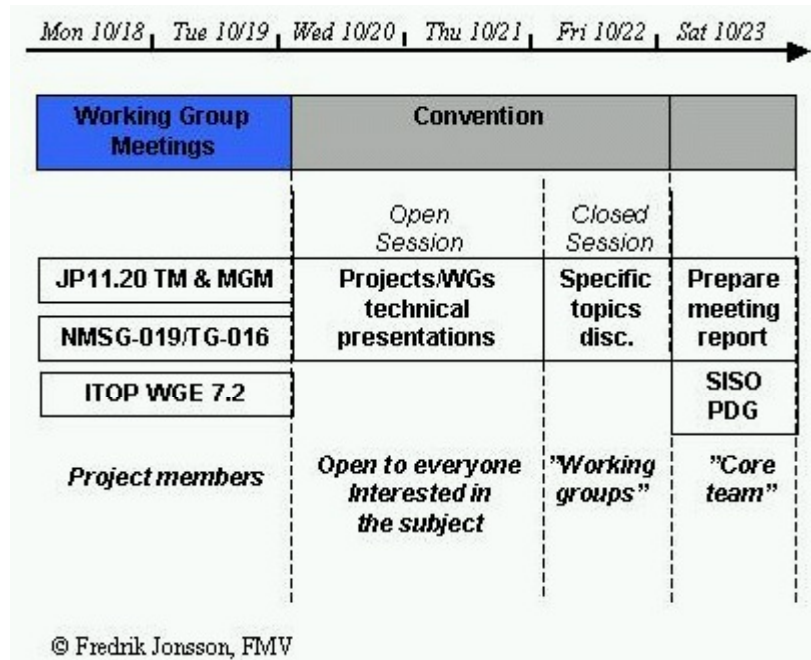 Mon 10/18 Tue 10/19 Wed 10/20 Thu 10/21 Fri 10/22 Sat 10/23
Working Group
Meetings
Convention
Open
Session
Closed
Session
JP11.20 TM & MGM
NMSG-019/TG-016
ITOP WGE 7.2
Projects/WGs
technical
presentations
Specific
topics
disc.
Prepare
meeting
report
SISO
PDG
Project members
Open to everyone
Interested in
the subject
”Working
groups”
”Core
team”
© Fredrik Jonsson, FMV